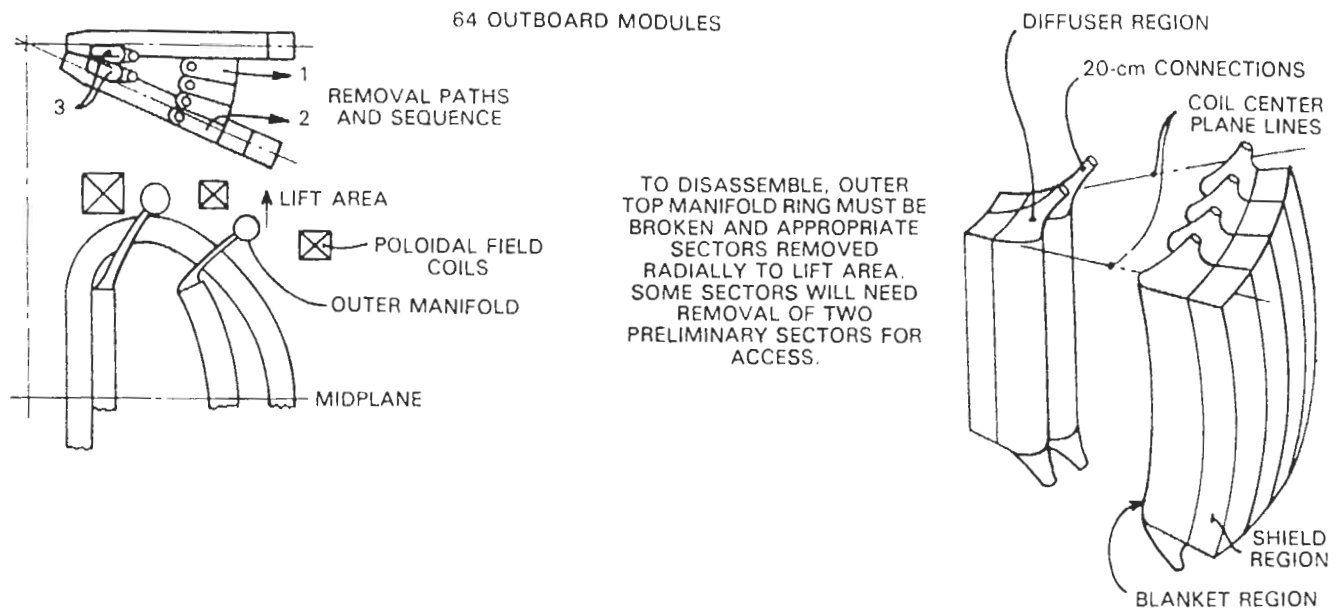 64 OUTBOARD MODULES
1
REMOVAL PATHS
AND SEQUENCE
2
3
LIFT AREA
POLOIDAL FIELD
COILS
OUTER MANIFOLD
MIDPLANE
TO DISASSEMBLE, OUTER
TOP MANIFOLD RING MUST BE
BROKEN AND APPROPRIATE
SECTORS REMOVED
RADIALLY TO LIFT AREA.
SOME SECTORS WILL NEED
REMOVAL OF TWO
PRELIMINARY SECTORS FOR
ACCESS.
DIFFUSER REGION
20-cm CONNECTIONS
COIL CENTER
PLANE LINES
SHIELD
REGION
BLANKET REGION